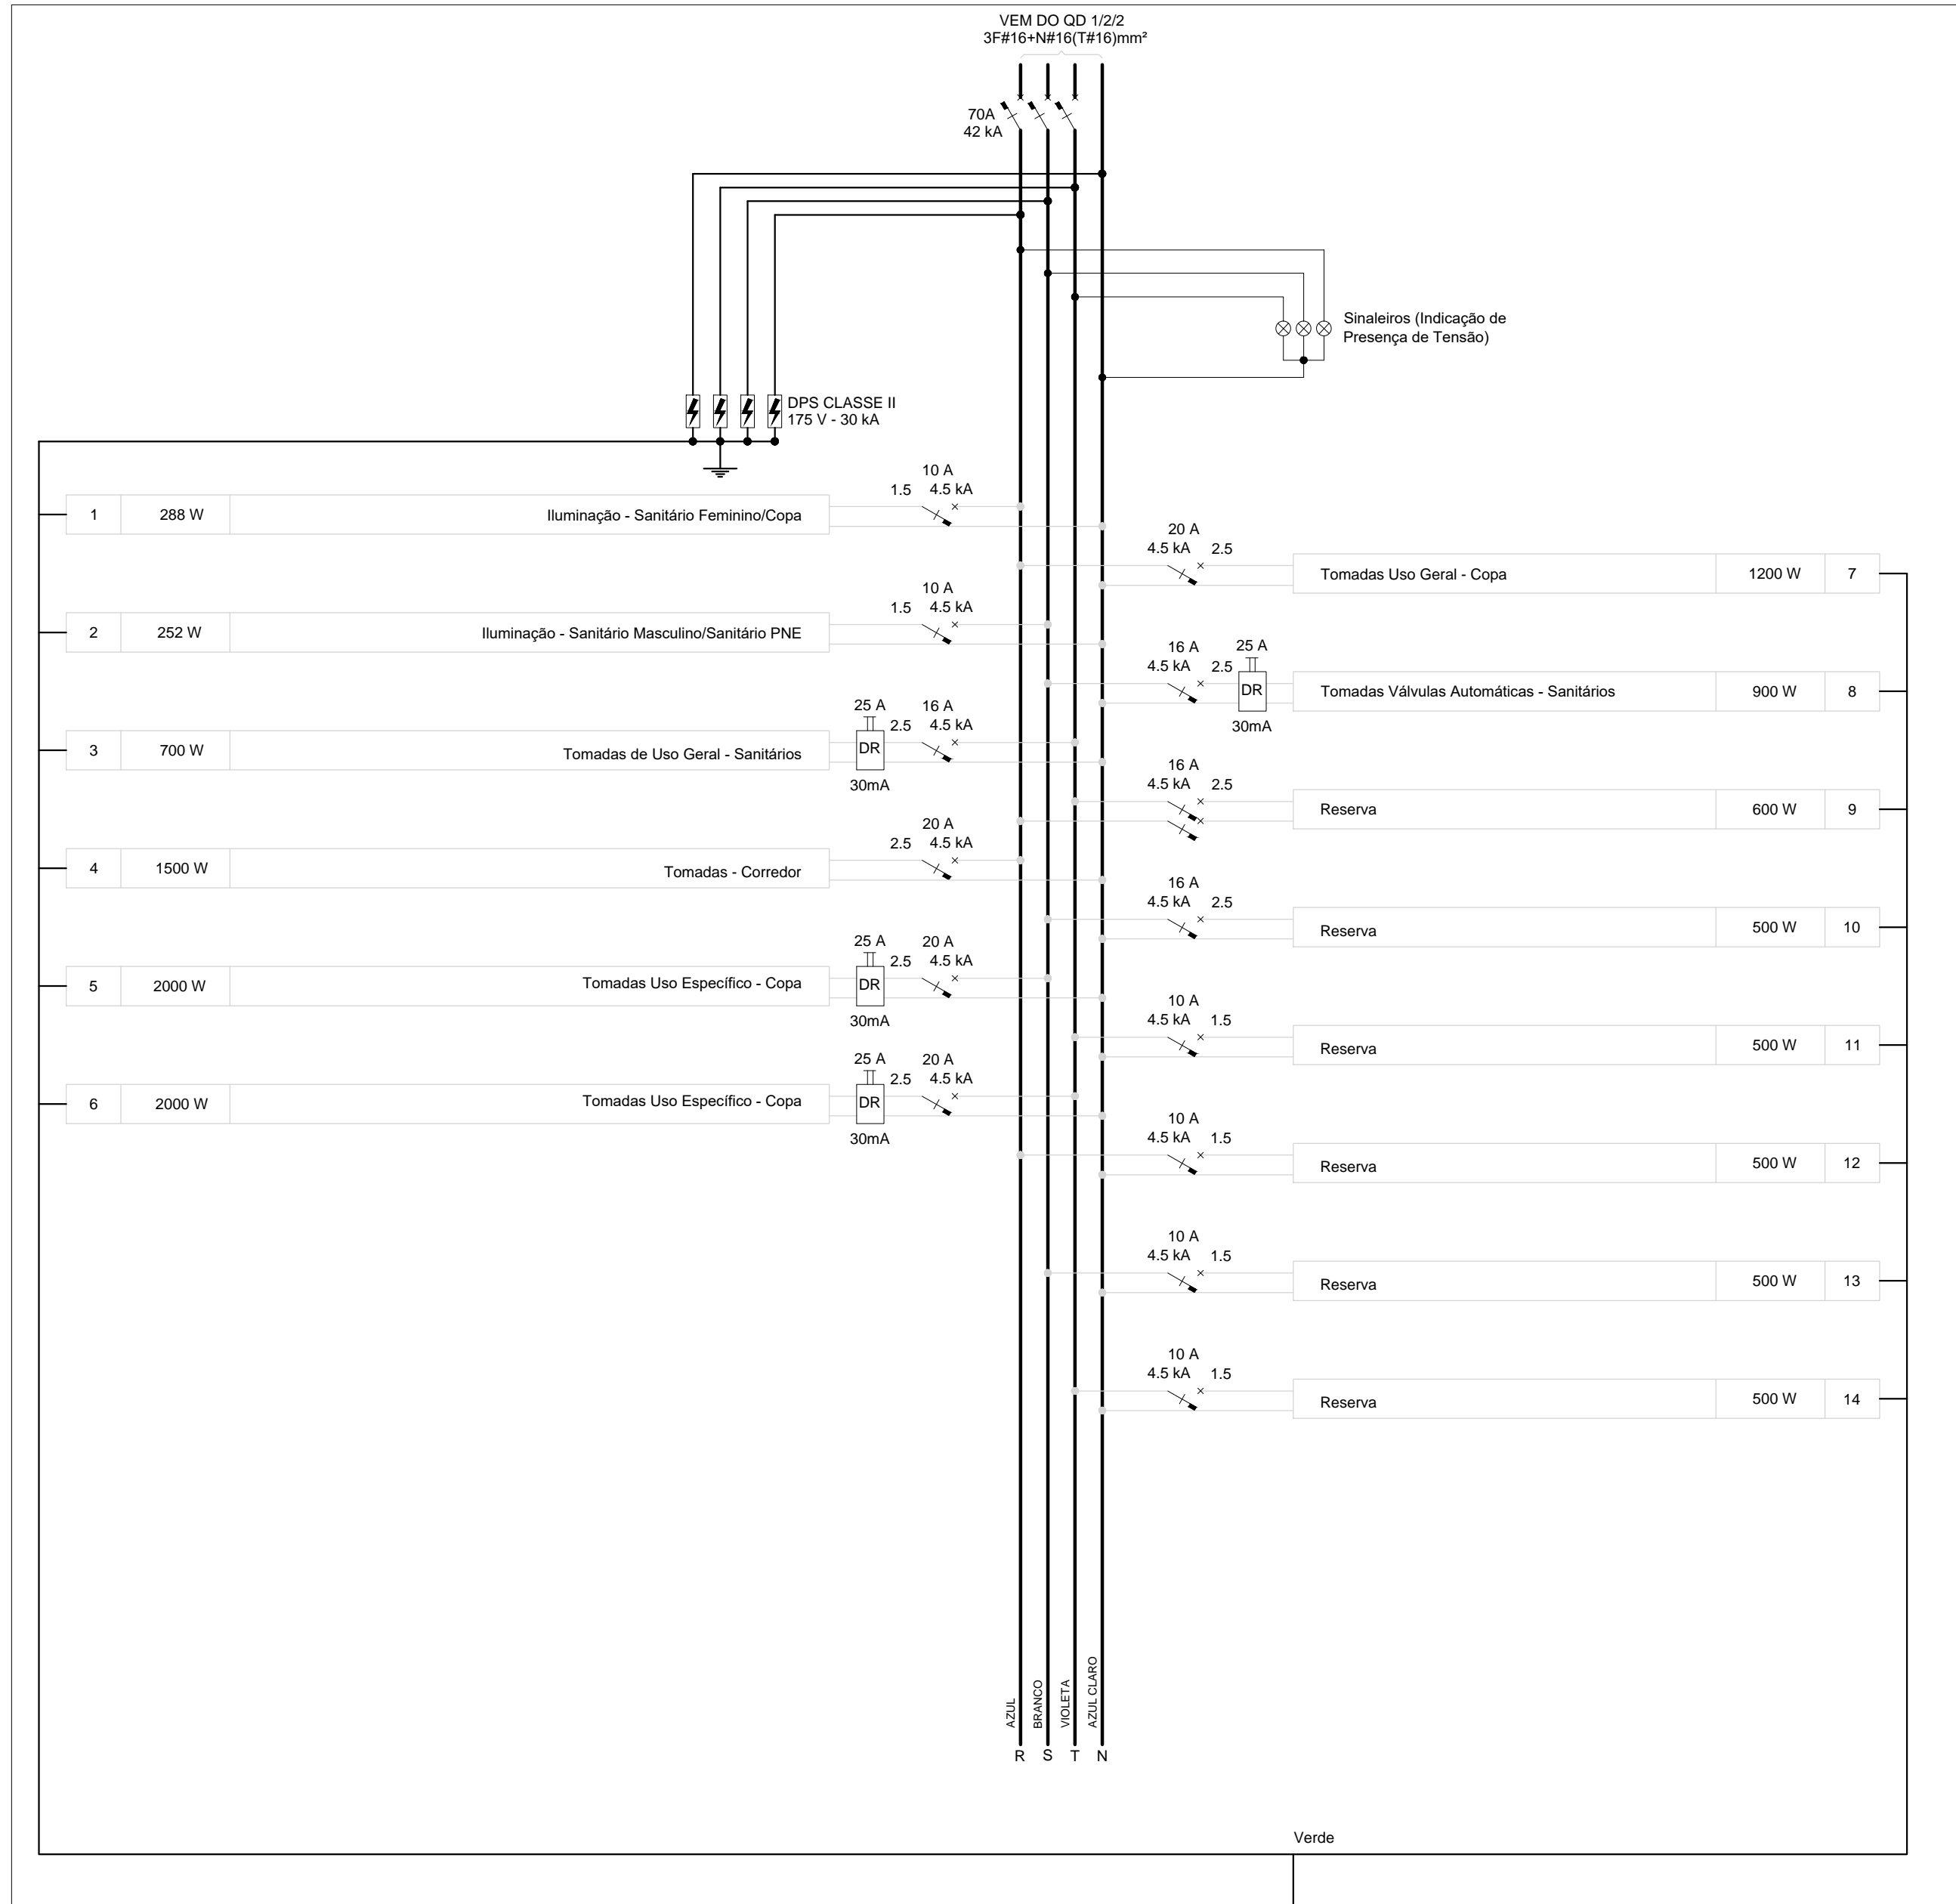 VEM DO QD 1/2/2
3F#16+N#16(T#16)mm²
70A
42 kA
Sinaleiros (Indicação de
Presença de Tensão)
DPS CLASSE II
175 V - 30 kA
10 A
1.5 4.5 kA
1 288 W Iluminação - Sanitário Feminino/Copa
20 A
4.5 kA 2.5
Tomadas Uso Geral - Copa 1200 W 7
10 A
1.5 4.5 kA
2 252 W Iluminação - Sanitário Masculino/Sanitário PNE
16 A 25 A
4.5 kA 2.5
DR
Tomadas Válvulas Automáticas - Sanitários 900 W 8
30mA
25 A 16 A
2.5 4.5 kA
3 700 W Tomadas de Uso Geral - Sanitários DR
30mA
16 A
4.5 kA 2.5
Reserva 600 W 9
20 A
2.5 4.5 kA
4 1500 W Tomadas - Corredor
16 A
4.5 kA 2.5
Reserva 500 W 10
25 A 20 A
2.5 4.5 kA
5 2000 W Tomadas Uso Específico - Copa DR
30mA
10 A
4.5 kA 1.5
Reserva 500 W 11
25 A 20 A
2.5 4.5 kA
6 2000 W Tomadas Uso Específico - Copa DR
30mA
10 A
4.5 kA 1.5
Reserva 500 W 12
10 A
4.5 kA 1.5
Reserva 500 W 13
10 A
4.5 kA 1.5
Reserva 500 W 14
AZUL
BRANCO
VIOLETA
AZUL CLARO
R S T N
Verde